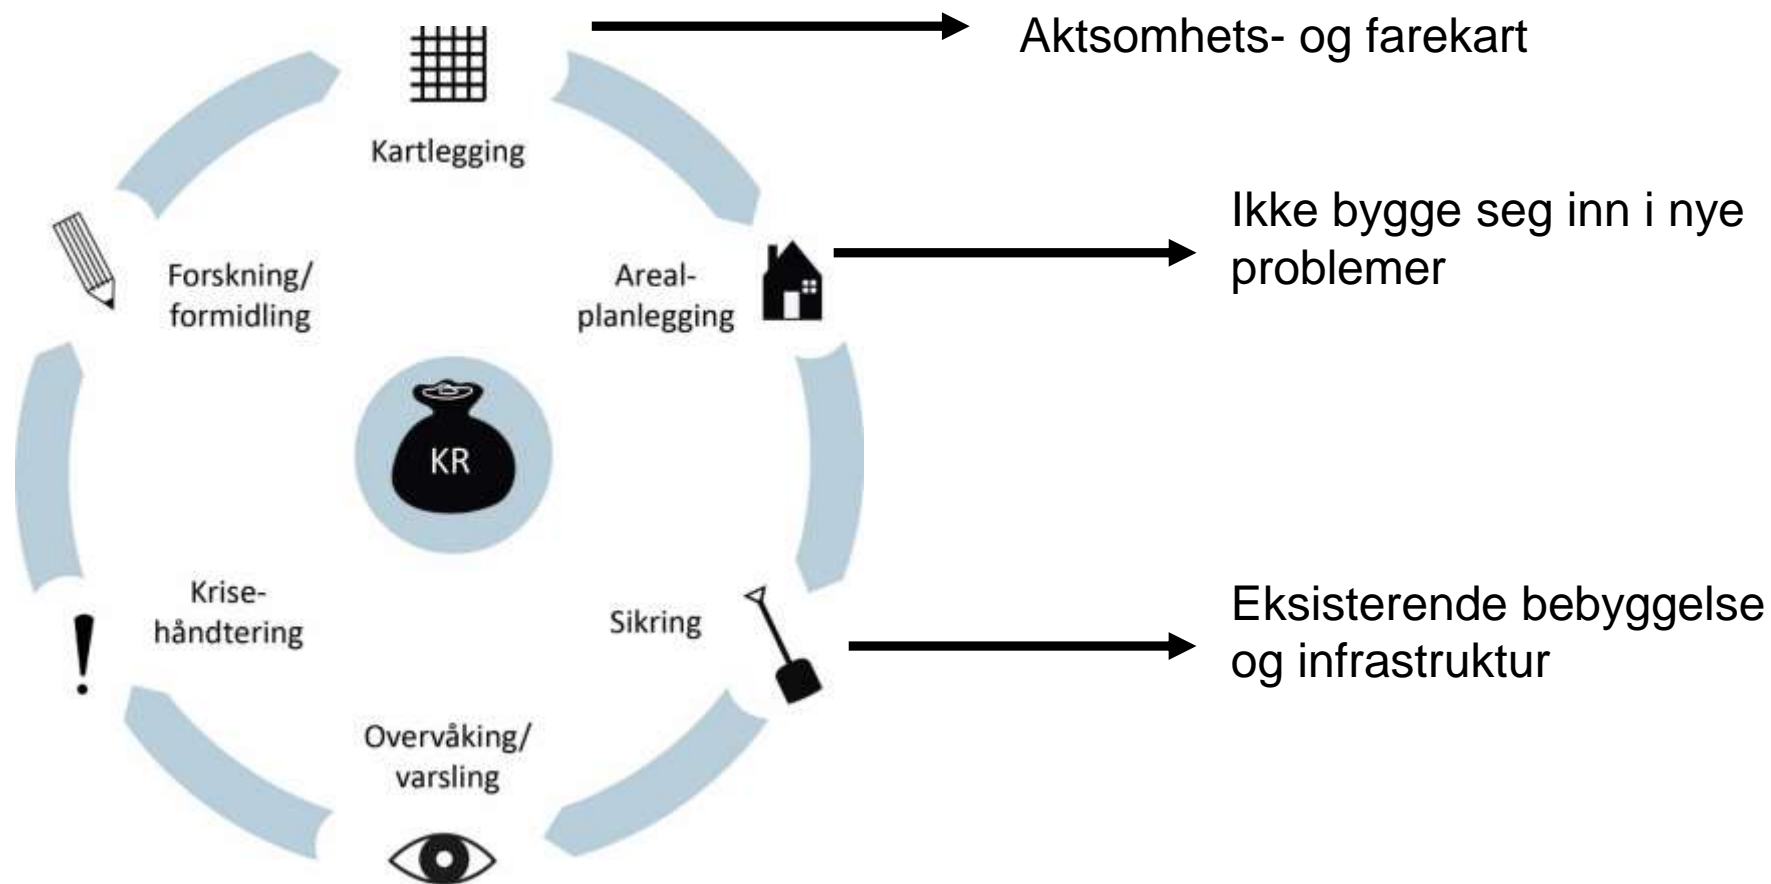 Aktsomhets- og farekart
Kartlegging
Ikke bygge seg inn i nye
problemer
Areal-
planlegging
Forskning/
formidling
KR
Eksisterende bebyggelse
og infrastruktur
Sikring
Krise-
håndtering
Overvåking/
varsling